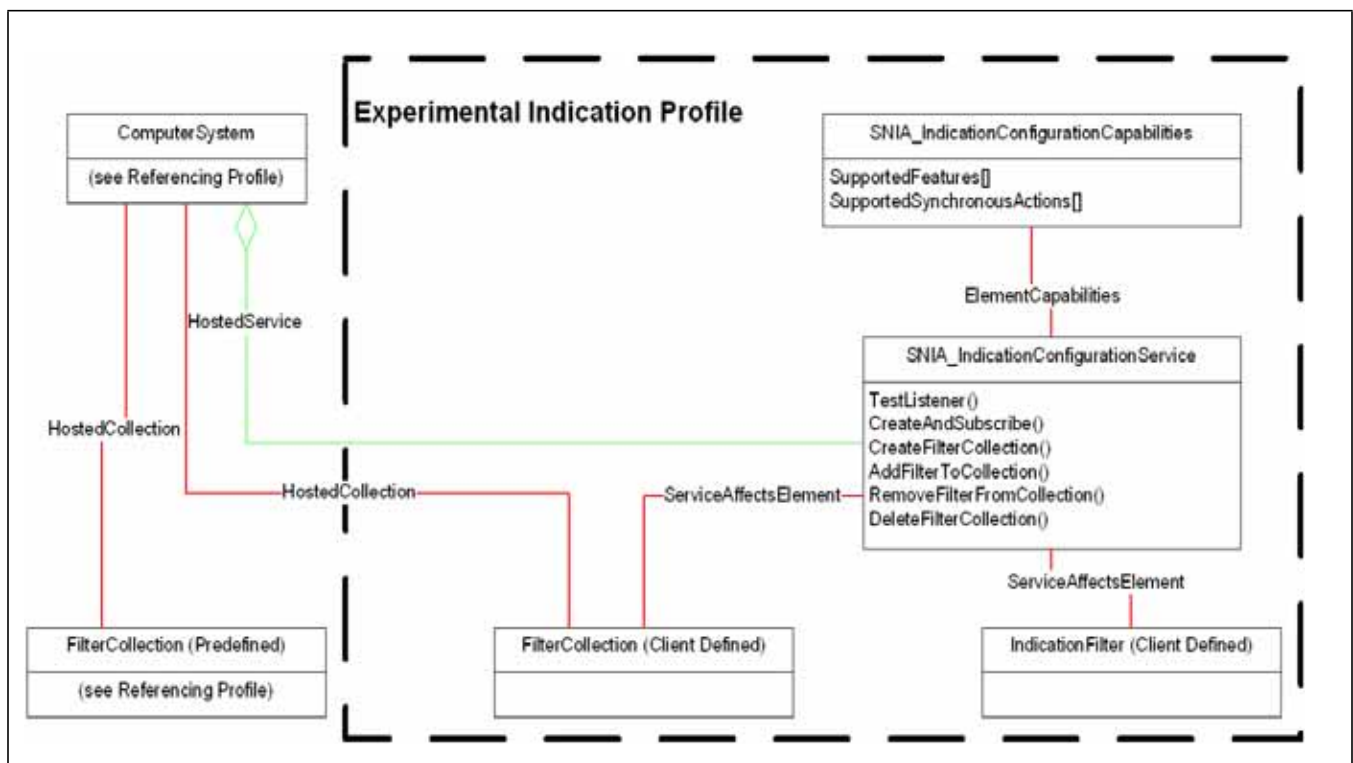 Experimental Indication Profile
ComputerSystem
(see Referencing Profile)
SNIA_IndicationConfigurationCapabilities
SupportedFeatures[]
SupportedSynchronousActions[]
ElementCapabilities
HostedService
SNIA_IndicationConfigurationService
TestListener()
CreateAndSubscribe()
CreateFilterCollection()
AddFilterToCollection()
RemoveFilterFromCollection()
DeleteFilterCollection()
HostedCollection
HostedCollection
ServiceAffectsElement
ServiceAffectsElement
FilterCollection (Predefined)
(see Referencing Profile)
FilterCollection (Client Defined)
IndicationFilter (Client Defined)